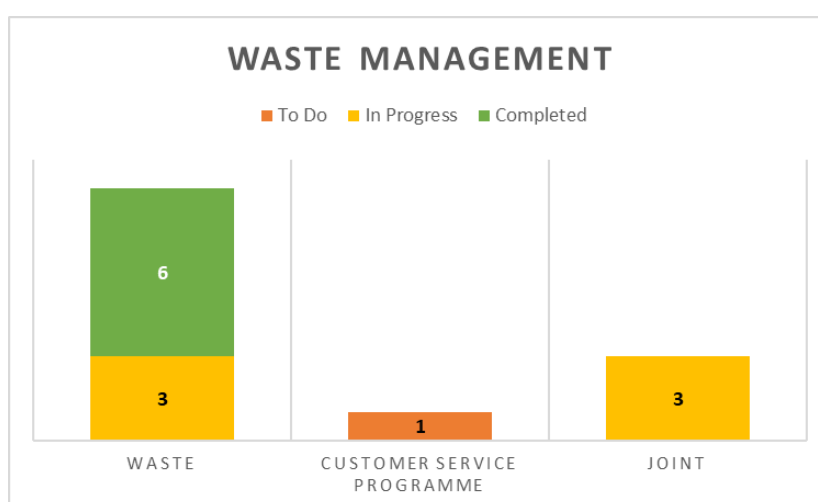 WASTE MANAGEMENT
To Do In Progress Completed
6
3
1
3
WASTE
CUSTOMER SERVICE
PROGRAMME
JOINT